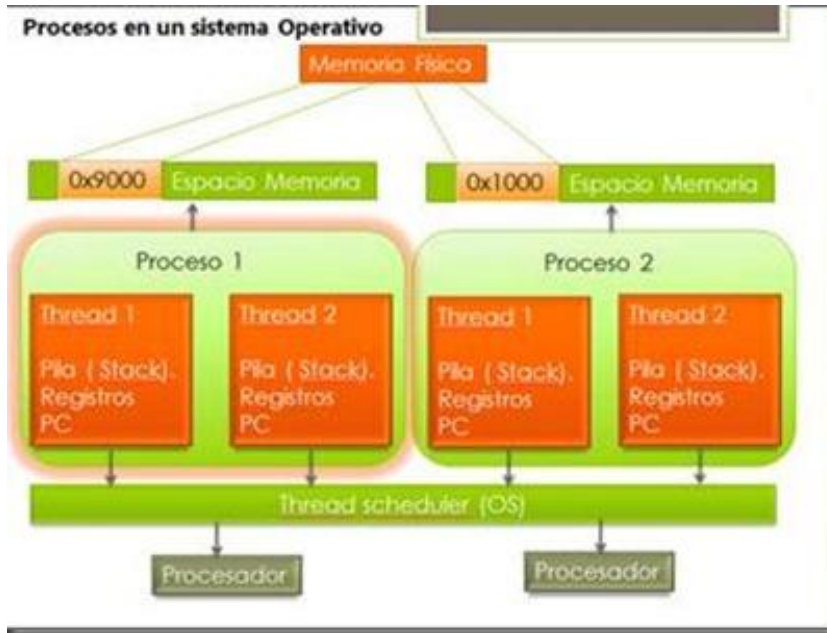 Procesos en un sistema Operativo
Memoria Física
0x9000 Espacio Memoria
0x1000 Espacio Memoria
Proceso 1
Thread 1
Pila ( Stack).
Registros
PC
Thread 2
Pila ( Stack).
Registros
PC
Proceso 2
Thread 1
Pila ( Stack).
Registros
PC
Thread 2
Pila ( Stack).
Registros
PC
Thread scheduler (OS)
Procesador
Procesador